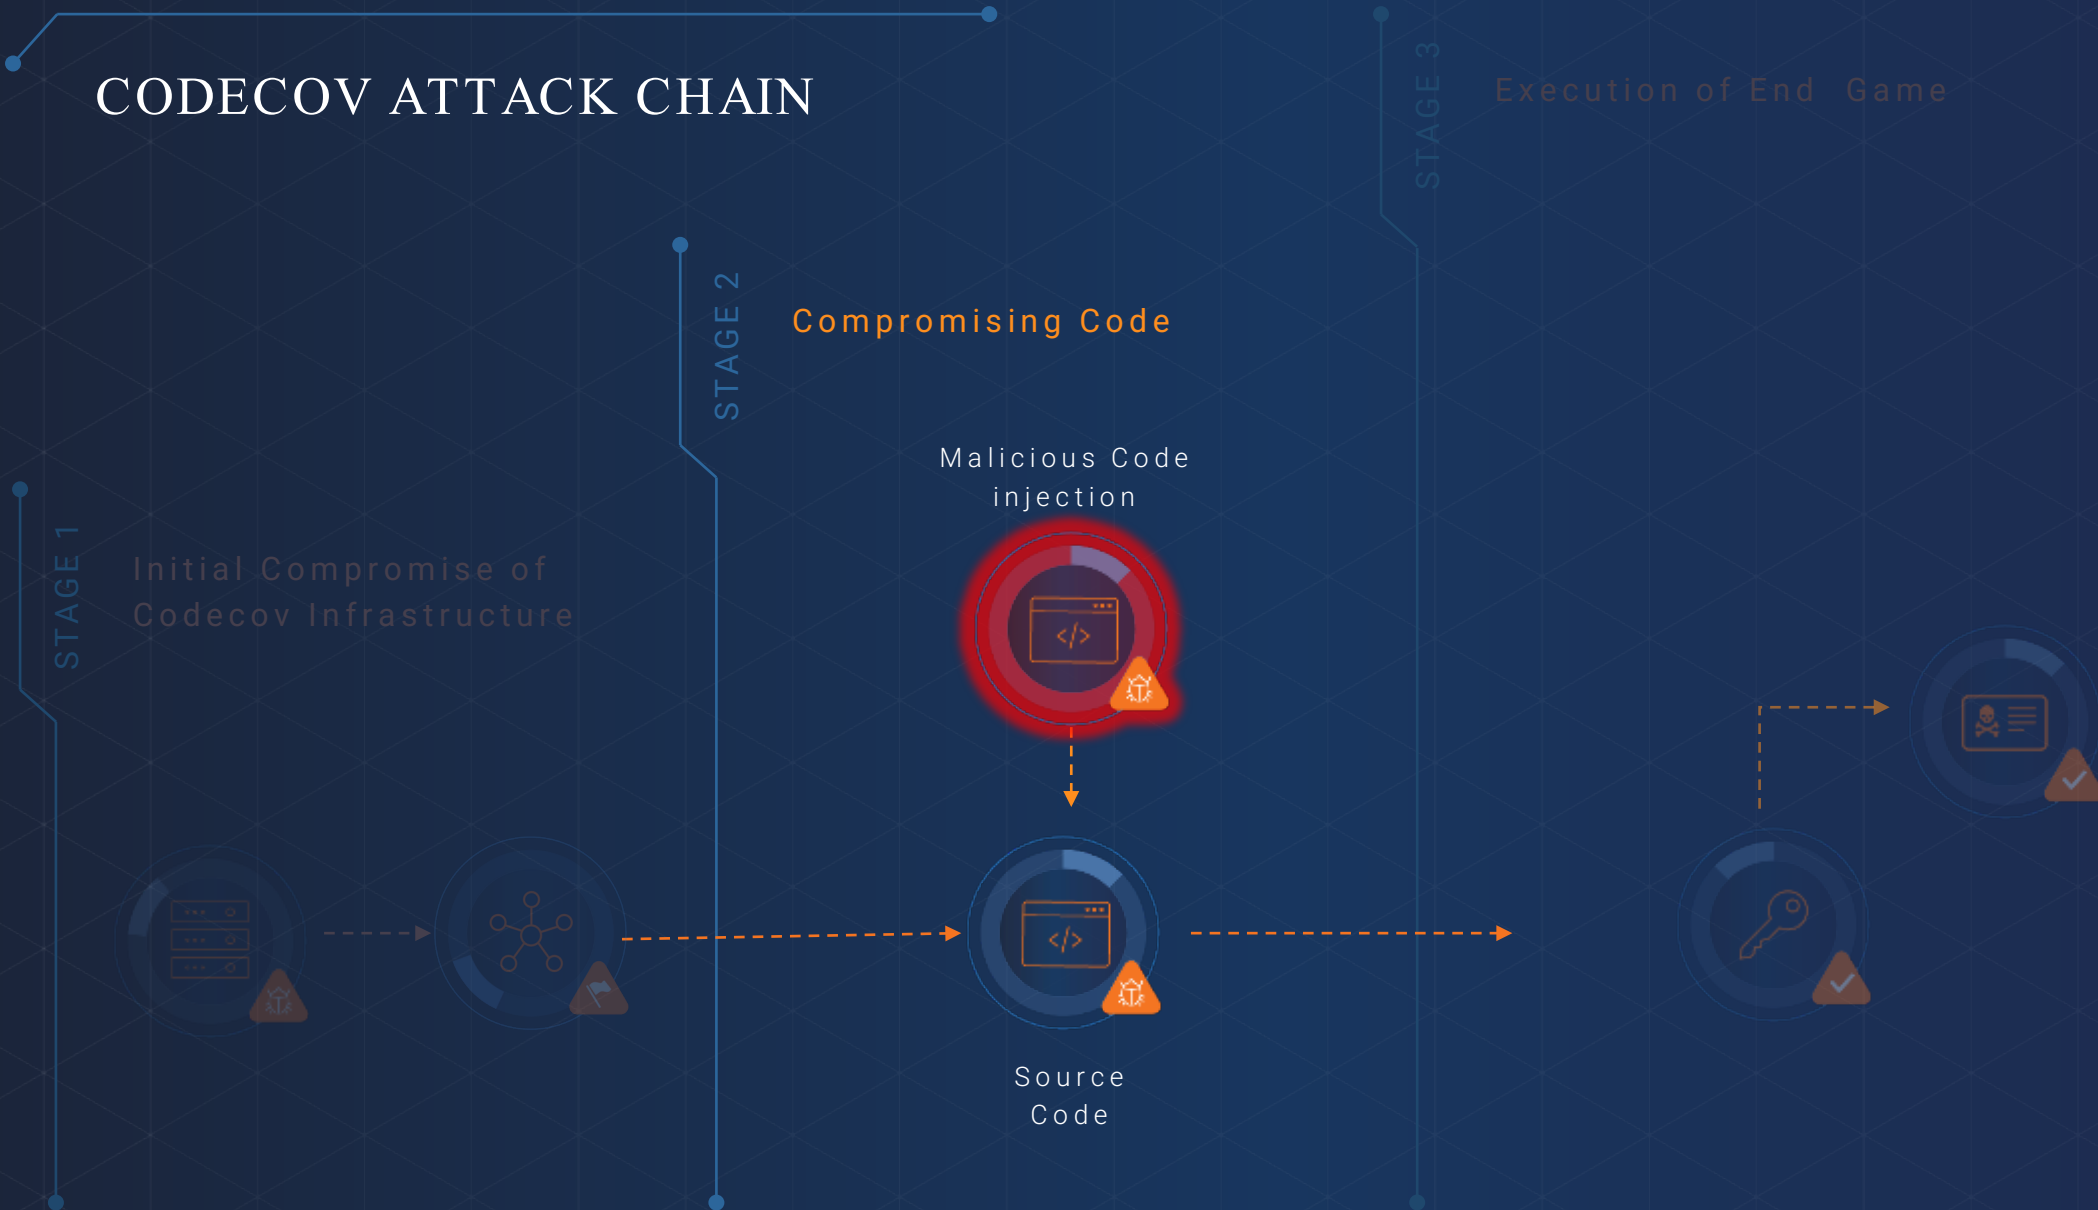 CODECOV ATTACK CHAIN
STAGE 1
Initial Compromise of
Codecov Infrastructure
STAGE 2
Compromising Code
Malicious Code
injection
Source
Code
STAGE 3
Execution of End Game